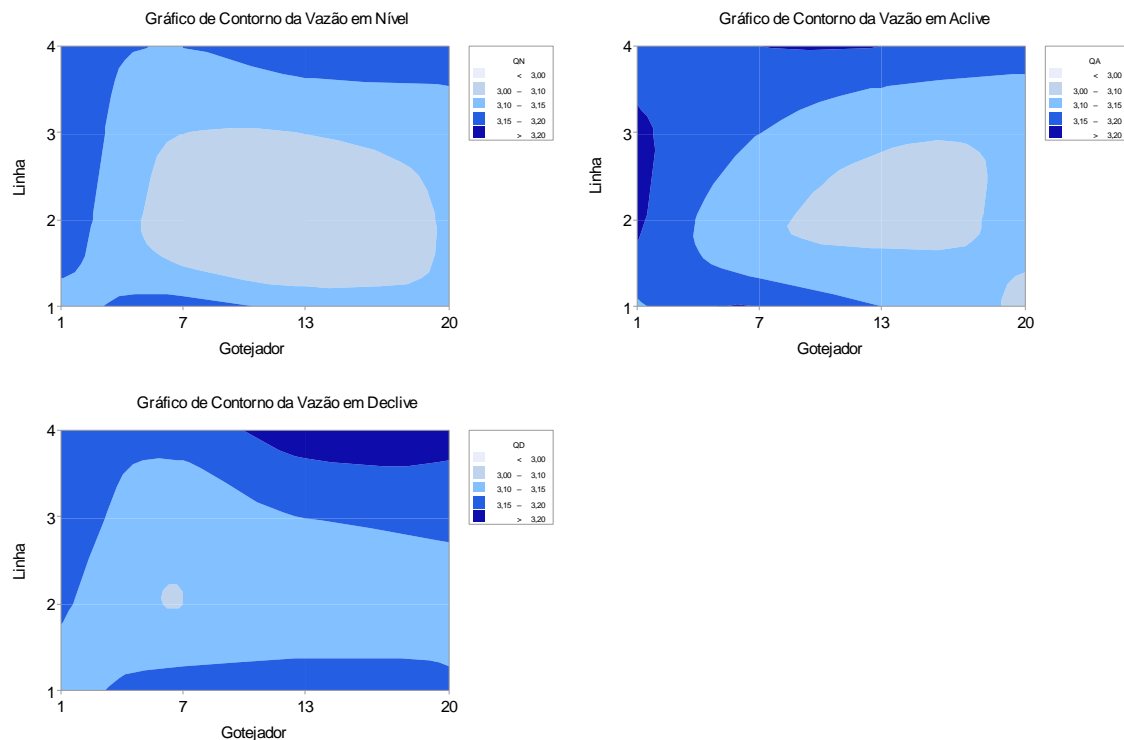 Gráfico de Contorno da Vazão em Nível
Linha
4
3
2
1
1 7 13 20
Gotejador
QN
< 3,00
3,00 – 3,10
3,10 – 3,15
3,15 – 3,20
> 3,20
Gráfico de Contorno da Vazão em Aclive
Linha
4
3
2
1
1 7 13 20
Gotejador
QA
< 3,00
3,00 – 3,10
3,10 – 3,15
3,15 – 3,20
> 3,20
Gráfico de Contorno da Vazão em Declive
Linha
4
3
2
1
1 7 13 20
Gotejador
QD
< 3,00
3,00 – 3,10
3,10 – 3,15
3,15 – 3,20
> 3,20